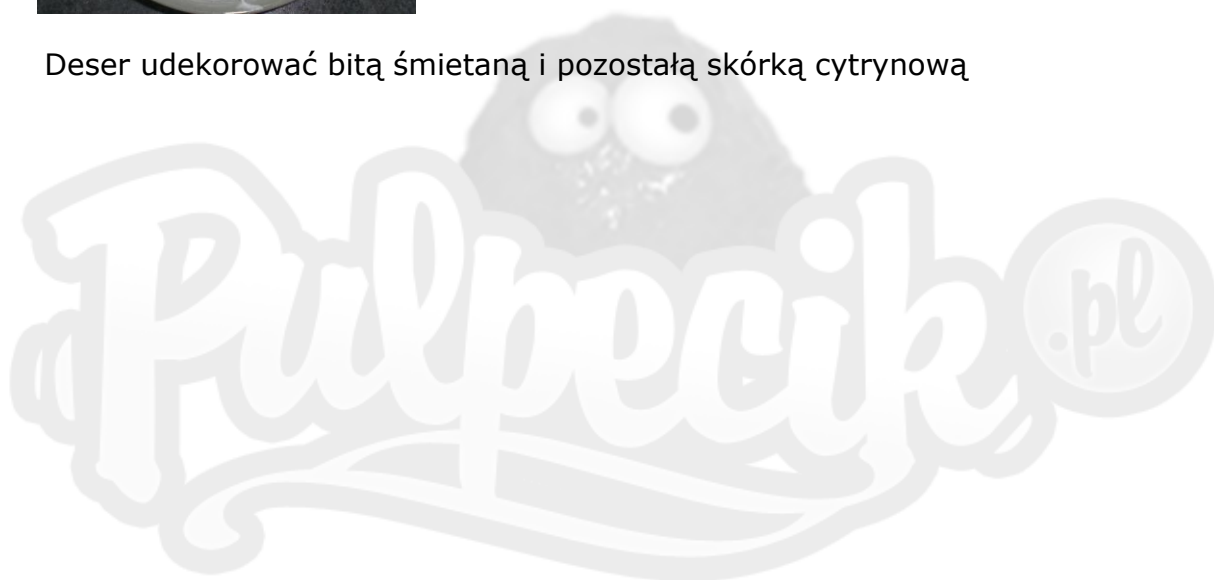 Deser udekorować bitą śmietaną i pozostałą skórką cytrynową
Pulpecik.pl